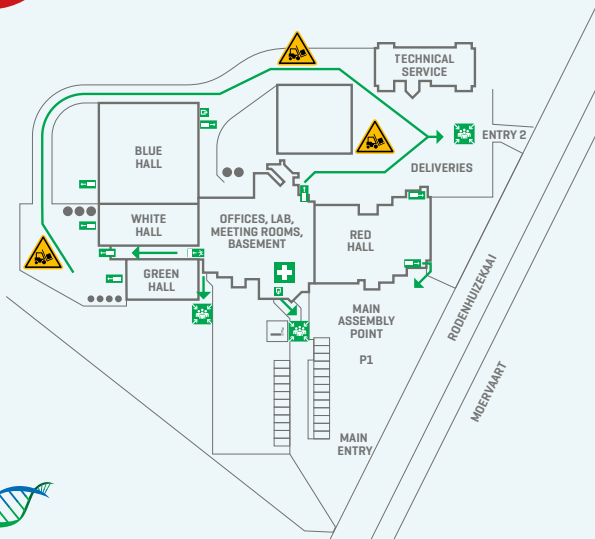 TECHNICAL
SERVICE
ENTRY 2
DELIVERIES
BLUE
HALL
WHITE
HALL
OFFICES, LAB,
MEETING ROOMS,
BASEMENT
RED
HALL
GREEN
HALL
MAIN
ASSEMBLY
POINT
P1
MAIN
ENTRY
RODENHUIZEKAAI
MOERVAART